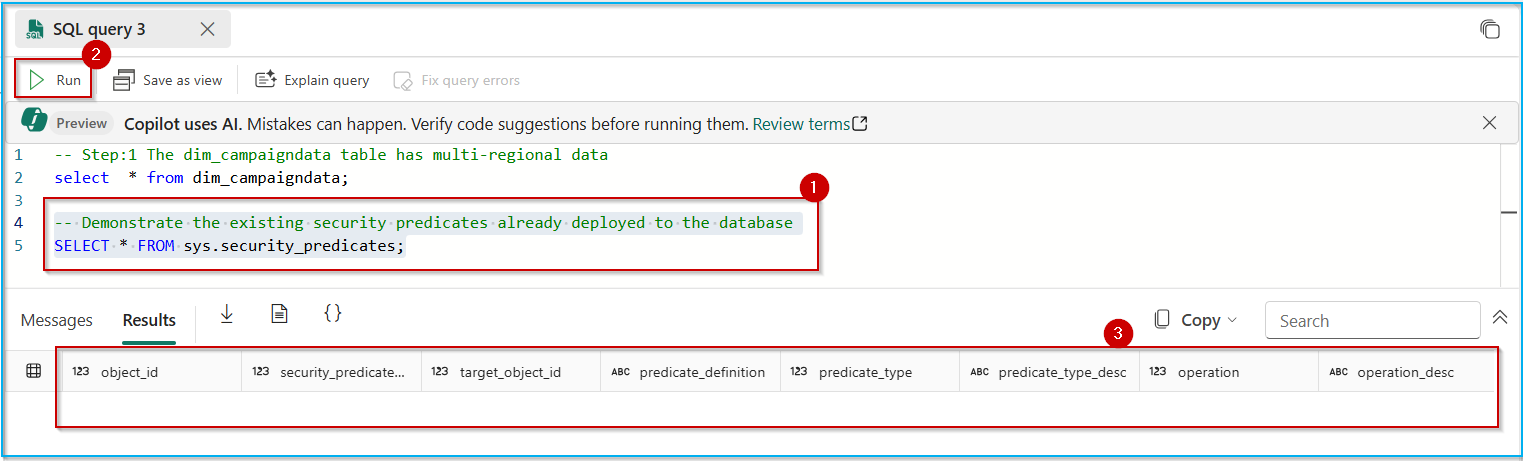 SQL query 3
2
Run
Save as view
Explain query
Fix query errors
Preview Copilot uses AI. Mistakes can happen. Verify code suggestions before running them. Review terms
1 -- Step:1 The dim_campaigndata table has multi-regional data
2 select  * from dim_campaigndata;
3
1
4 -- Demonstrate the existing security predicates already deployed to the database
5 SELECT * FROM sys.security_predicates;
Messages
Results
{}
Copy
Search
3
123 object_id
123 security_predicate...
123 target_object_id
ABC predicate_definition
123 predicate_type
ABC predicate_type_desc
123 operation
ABC operation_desc